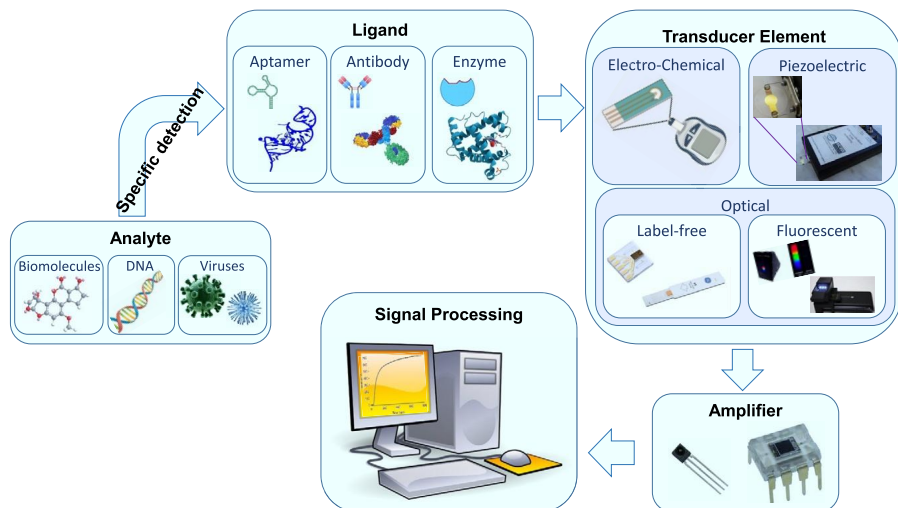 Ligand
Aptamer
Antibody
Enzyme
Transducer Element
Electro-Chemical
Piezoelectric
Optical
Label-free
Fluorescent
Specific detection
Analyte
Biomolecules
DNA
Viruses
Signal Processing
Amplifier